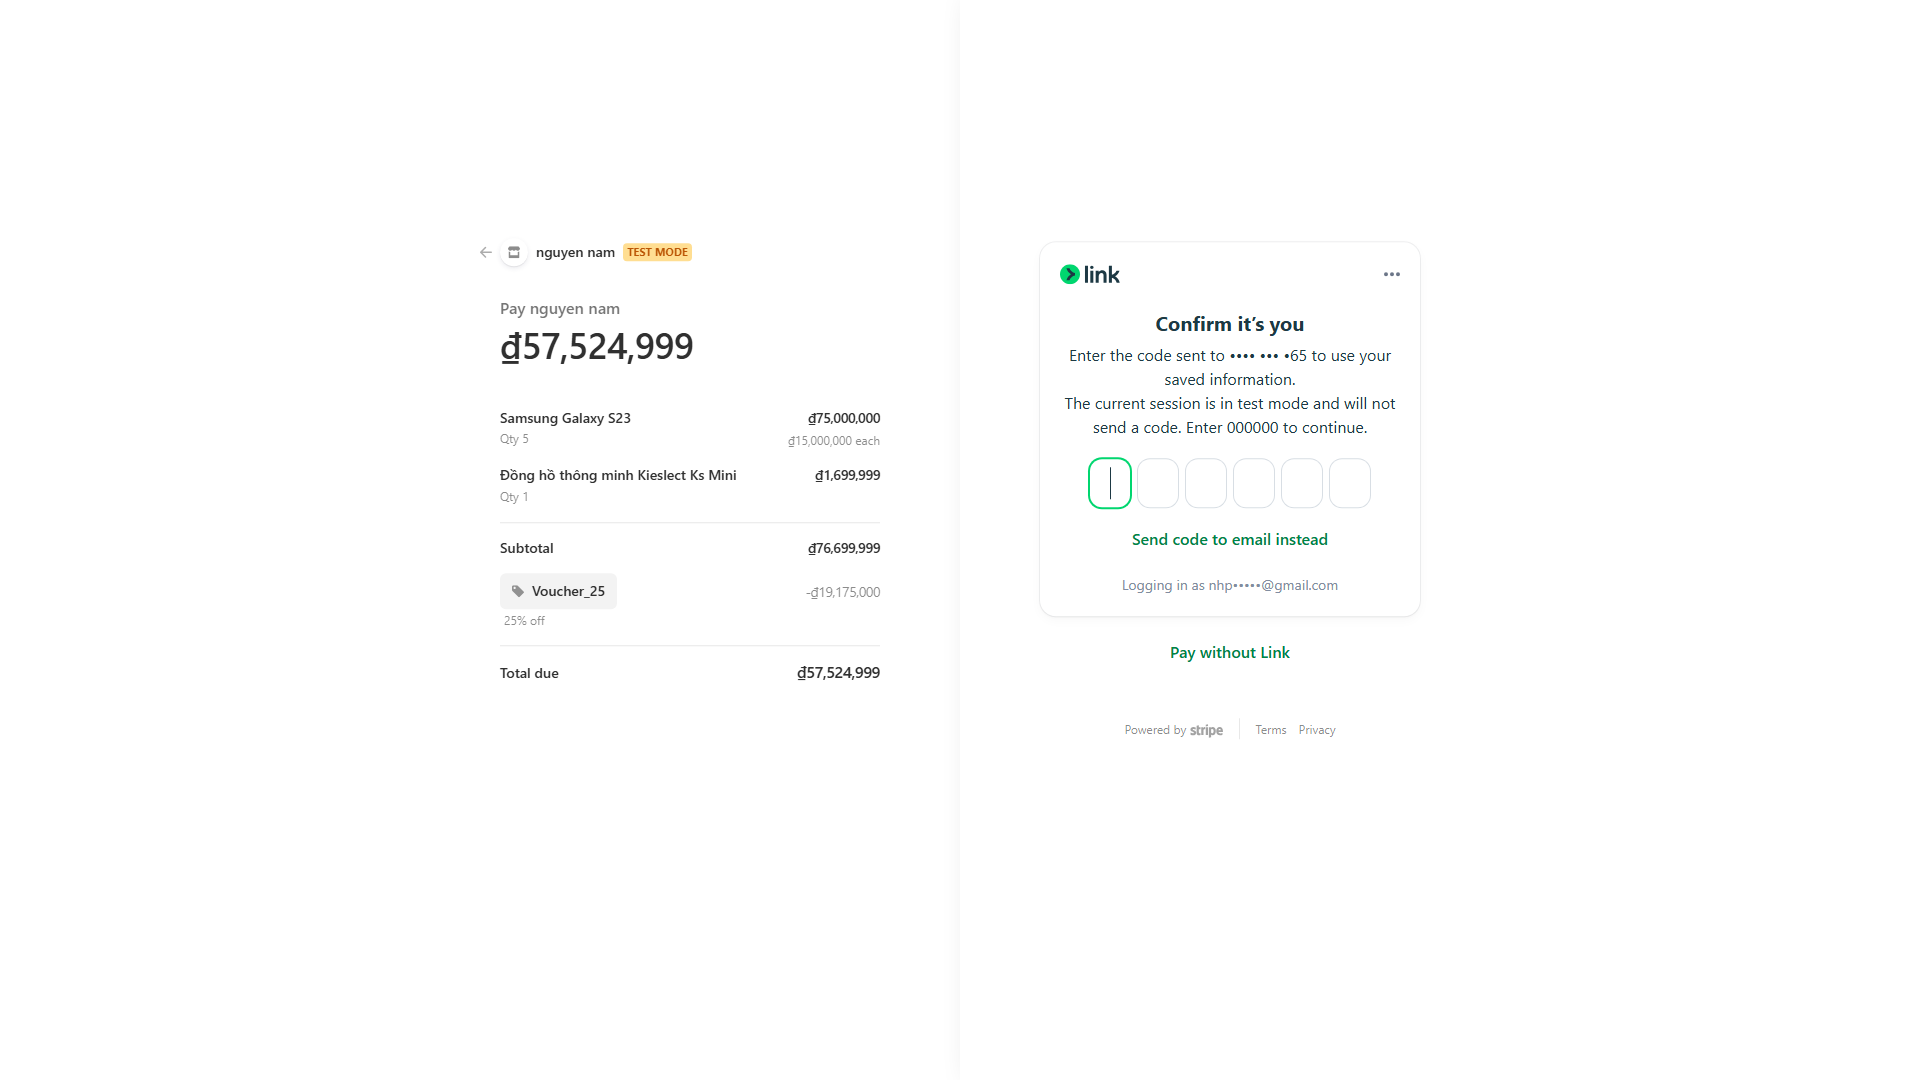 nguyen nam TEST MODE
Pay nguyen nam
₫57,524,999
Samsung Galaxy S23 ₫75,000,000
Qty 5 ₫15,000,000 each
Đồng hồ thông minh Kieslect Ks Mini ₫1,699,999
Qty 1
Subtotal ₫76,699,999
Voucher_25 -₫19,175,000
25% off
Total due ₫57,524,999
link
Confirm it’s you
Enter the code sent to •••• ••• •65 to use your
saved information.
The current session is in test mode and will not
send a code. Enter 000000 to continue.
Send code to email instead
Logging in as nhp•••••@gmail.com
Pay without Link
Powered by stripe Terms Privacy